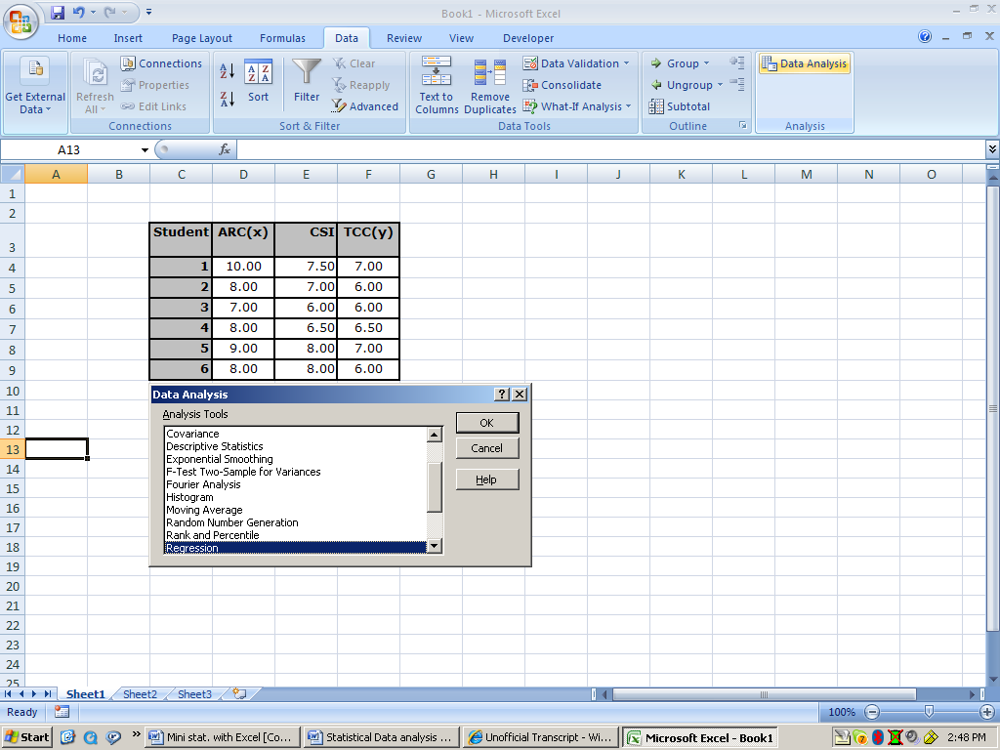 Book1 - Microsoft Excel
Home Insert Page Layout Formulas Data Review View Developer
Get External Data
Refresh All
Connections
Properties
Edit Links
Connections
Sort
Filter
Clear
Reapply
Advanced
Sort & Filter
Text to Columns
Remove Duplicates
Data Validation
Consolidate
What-If Analysis
Data Tools
Group
Ungroup
Subtotal
Outline
Data Analysis
Analysis
A13 fx
A B C D E F G H I J K L M N O
1
2
3 Student ARC(x) CSI TCC(y)
4 1 10.00 7.50 7.00
5 2 8.00 7.00 6.00
6 3 7.00 6.00 6.00
7 4 8.00 6.50 6.50
8 5 9.00 8.00 7.00
9 6 8.00 8.00 6.00
10
11
12
13
14
15
16
17
18
19
20
21
22
23
24
25
Data Analysis
Analysis Tools
Covariance
Descriptive Statistics
Exponential Smoothing
F-Test Two-Sample for Variances
Fourier Analysis
Histogram
Moving Average
Random Number Generation
Rank and Percentile
Regression
OK
Cancel
Help
Sheet1 Sheet2 Sheet3
Ready 100%
Start Mini stat. with Excel [Co... Statistical Data analysis ... Unofficial Transcript - Wi... Microsoft Excel - Book1 2:48 PM